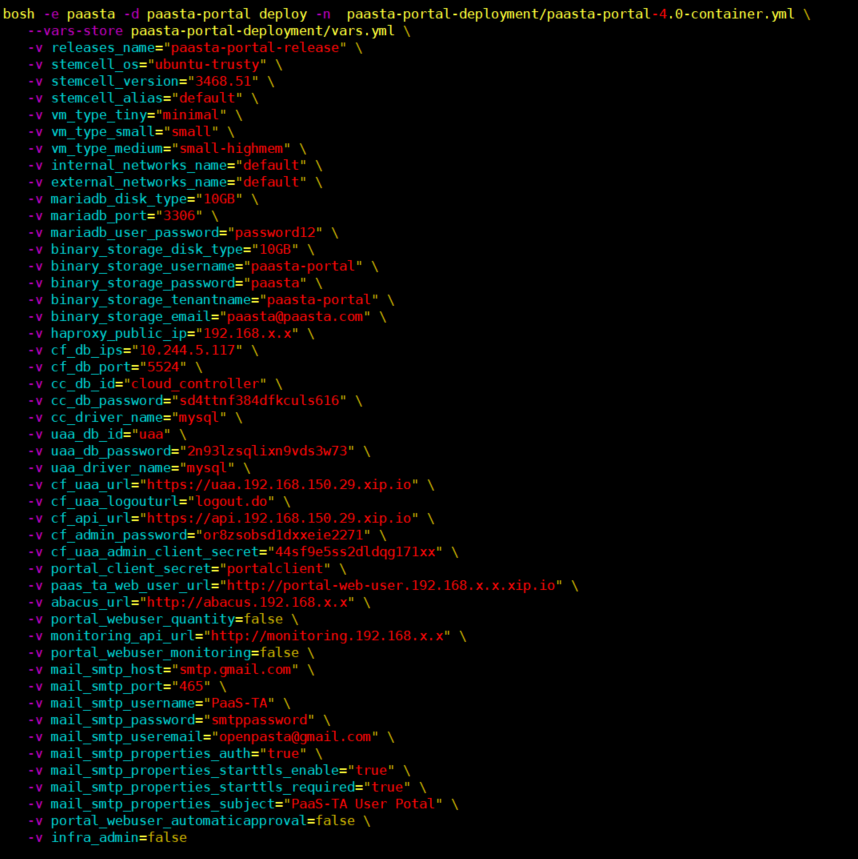 bosh -e paasta -d paasta-portal deploy -n  paasta-portal-deployment/paasta-portal-4.0-container.yml \
   --vars-store paasta-portal-deployment/vars.yml \
   -v releases_name="paasta-portal-release" \
   -v stemcell_os="ubuntu-trusty" \
   -v stemcell_version="3468.51" \
   -v stemcell_alias="default" \
   -v vm_type_tiny="minimal" \
   -v vm_type_small="small" \
   -v vm_type_medium="small-highmem" \
   -v internal_networks_name="default" \
   -v external_networks_name="default" \
   -v mariadb_disk_type="10GB" \
   -v mariadb_port="3306" \
   -v mariadb_user_password="password12" \
   -v binary_storage_disk_type="10GB" \
   -v binary_storage_username="paasta-portal" \
   -v binary_storage_password="paasta" \
   -v binary_storage_tenantname="paasta-portal" \
   -v binary_storage_email="paasta@paasta.com" \
   -v haproxy_public_ip="192.168.x.x" \
   -v cf_db_ips="10.244.5.117" \
   -v cf_db_port="5524" \
   -v cc_db_id="cloud_controller" \
   -v cc_db_password="sd4ttnf384dfkculs616" \
   -v cc_driver_name="mysql" \
   -v uaa_db_id="uaa" \
   -v uaa_db_password="2n93lzsqlixn9vds3w73" \
   -v uaa_driver_name="mysql" \
   -v cf_uaa_url="https://uaa.192.168.150.29.xip.io" \
   -v cf_uaa_logouturl="logout.do" \
   -v cf_api_url="https://api.192.168.150.29.xip.io" \
   -v cf_admin_password="or8zsobsd1dxxeie2271" \
   -v cf_uaa_admin_client_secret="44sf9e5ss2dldqg171xx" \
   -v portal_client_secret="portalclient" \
   -v paas_ta_web_user_url="http://portal-web-user.192.168.x.x.xip.io" \
   -v abacus_url="http://abacus.192.168.x.x" \
   -v portal_webuser_quantity=false \
   -v monitoring_api_url="http://monitoring.192.168.x.x" \
   -v portal_webuser_monitoring=false \
   -v mail_smtp_host="smtp.gmail.com" \
   -v mail_smtp_port="465" \
   -v mail_smtp_username="PaaS-TA" \
   -v mail_smtp_password="smtppassword" \
   -v mail_smtp_useremail="openpasta@gmail.com" \
   -v mail_smtp_properties_auth="true" \
   -v mail_smtp_properties_starttls_enable="true" \
   -v mail_smtp_properties_starttls_required="true" \
   -v mail_smtp_properties_subject="PaaS-TA User Potal" \
   -v portal_webuser_automaticapproval=false \
   -v infra_admin=false